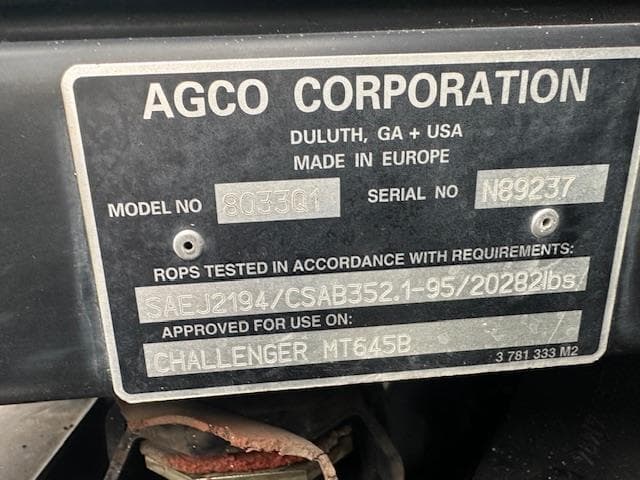 AGCO CORPORATION
DULUTH, GA + USA
MADE IN EUROPE
MODEL NO 8033Q1 SERIAL NO N89237
ROPS TESTED IN ACCORDANCE WITH REQUIREMENTS:
SAEJ2194/CSAB352.1-95/20282lbs
APPROVED FOR USE ON:
CHALLENGER MT645B
3 781 333 M2